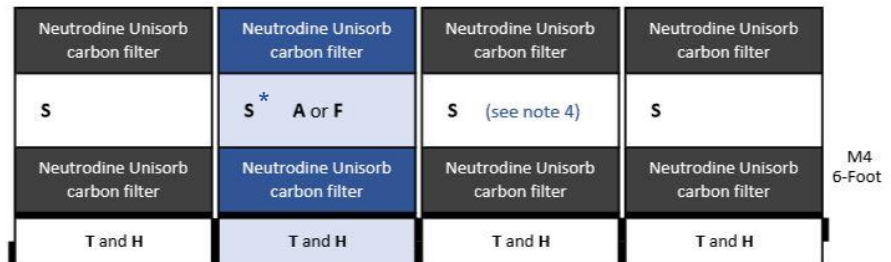 Neutrodine Unisorb
carbon filter
Neutrodine Unisorb
carbon filter
Neutrodine Unisorb
carbon filter
Neutrodine Unisorb
carbon filter
S
S * A or F
S (see note 4)
S
Neutrodine Unisorb
carbon filter
Neutrodine Unisorb
carbon filter
Neutrodine Unisorb
carbon filter
Neutrodine Unisorb
carbon filter
M4
6-Foot
T and H
T and H
T and H
T and H